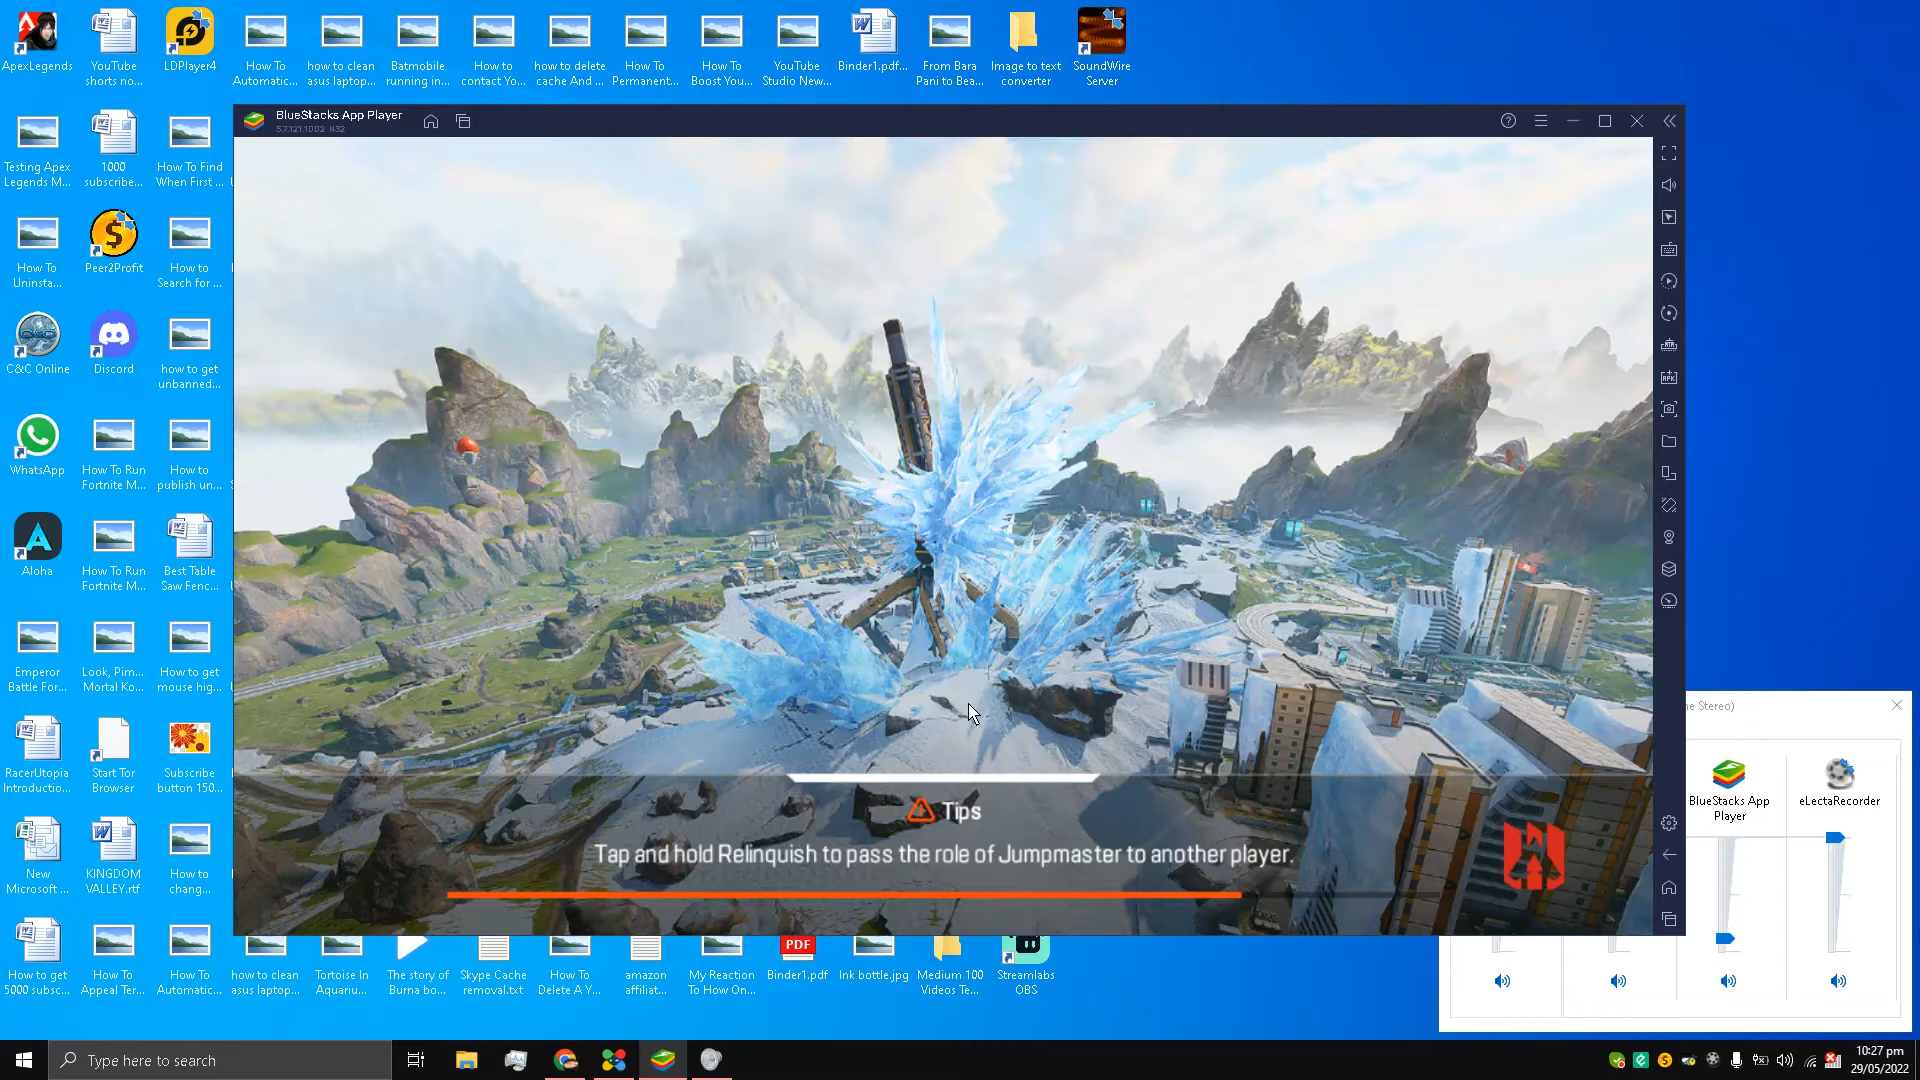 ApexLegends
YouTube
shorts no...
LDPlayer4
How To
Automatic...
how to clean
asus laptop...
Batmobile
running in...
How to
contact Yo...
how to delete
cache And ...
How To
Permanent...
How To
Boost You...
YouTube
Studio New...
Binder1.pdf...
From Bara
Pani to Bea...
Image to text
converter
SoundWire
Server
BlueStacks App Player
5.7.121.1002 N32
Testing Apex
Legends M...
1000
subscribe...
How To Find
When First ...
How To
Uninsta...
Peer2Profit
How to
Search for ...
C&C Online
Discord
how to get
unbanned...
WhatsApp
How To Run
Fortnite M...
How to
publish un...
Aloha
How To Run
Fortnite M...
Best Table
Saw Fenc...
Emperor
Battle For...
Look, Pim...
Mortal Ko...
How to get
mouse hig...
RacerUtopia
Introductio...
Start Tor
Browser
Subscribe
button 150...
New
Microsoft ...
KINGDOM
VALLEY.rtf
How to
chang...
Tips
Tap and hold Relinquish to pass the role of Jumpmaster to another player.
ne Stereo)
BlueStacks App
Player
eLectaRecorder
How to get
5000 subsc...
How To
Appeal Ter...
How To
Automatic...
how to clean
asus laptop...
Tortoise In
Aquariu...
The story of
Burna bo...
Skype Cache
removal.txt
How To
Delete A Y...
amazon
affiliat...
My Reaction
To How On...
PDF
Binder1.pdf
Ink bottle.jpg
Medium 100
Videos Te...
Streamlabs
OBS
Type here to search
10:27 pm
29/05/2022